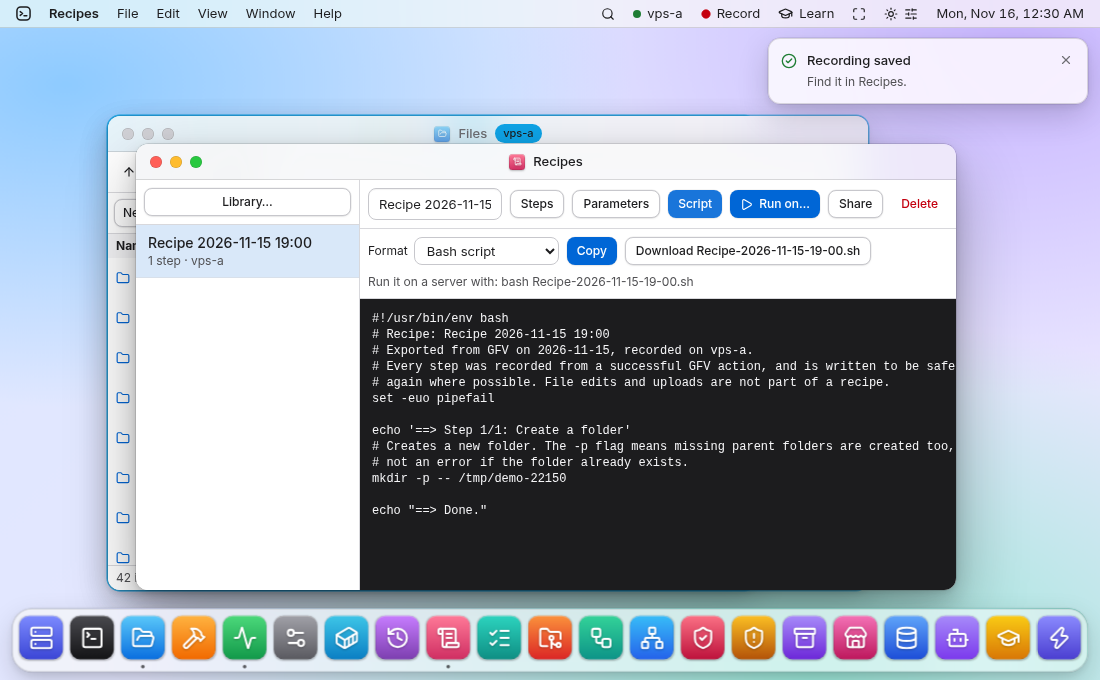 Recipes File Edit View Window Help vps-a Record Learn Mon, Nov 16, 12:30 AM
Recording saved
Find it in Recipes.
Files vps-a
Recipes
Library...
Recipe 2026-11-15 Steps Parameters Script Run on... Share Delete
Recipe 2026-11-15 19:00
1 step · vps-a
Format Bash script Copy Download Recipe-2026-11-15-19-00.sh
Run it on a server with: bash Recipe-2026-11-15-19-00.sh
#!/usr/bin/env bash
# Recipe: Recipe 2026-11-15 19:00
# Exported from GFV on 2026-11-15, recorded on vps-a.
# Every step was recorded from a successful GFV action, and is written to be safe
# again where possible. File edits and uploads are not part of a recipe.
set -euo pipefail
echo '==> Step 1/1: Create a folder'
# Creates a new folder. The -p flag means missing parent folders are created too,
# not an error if the folder already exists.
mkdir -p -- /tmp/demo-22150
echo "==> Done."
42